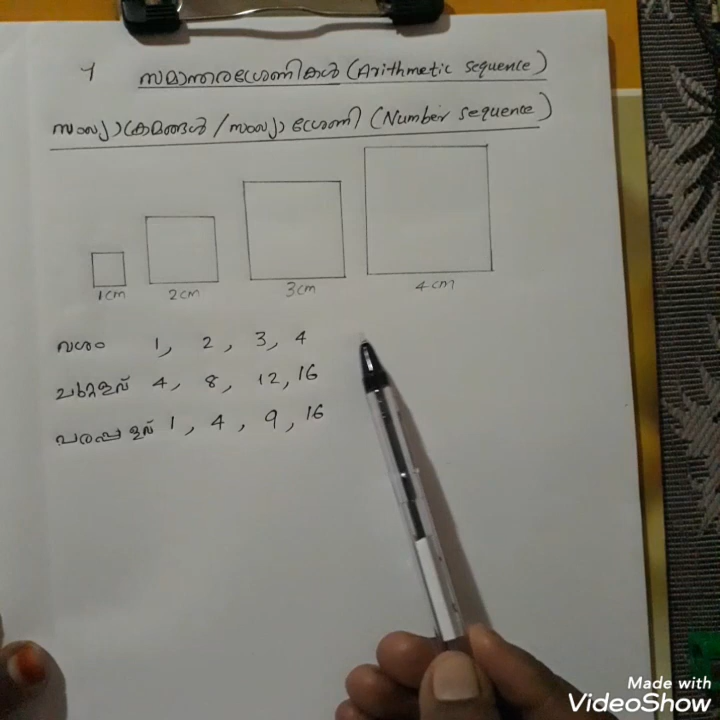 1 സമാന്തരശ്രേണികൾ (Arithmetic sequence)
സംഖ്യാക്രമങ്ങൾ / സംഖ്യാ ശ്രേണി (Number sequence)
1cm 2cm 3cm 4cm
വശം 1, 2, 3, 4
ചുറ്റളവ് 4, 8, 12, 16
പരപ്പളവ് 1, 4, 9, 16
Made with
VideoShow